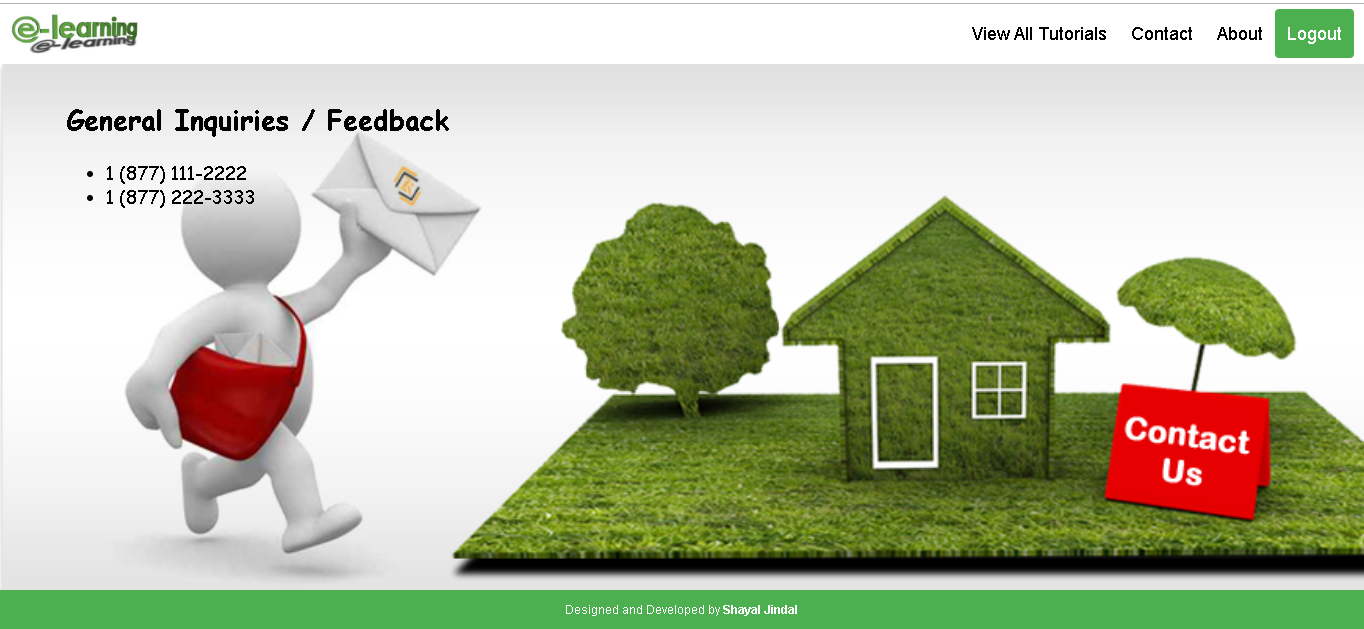 e-learning
e-learning
View All Tutorials Contact About Logout
General Inquiries / Feedback
1 (877) 111-2222
1 (877) 222-3333
Contact
Us
Designed and Developed by Shayal Jindal